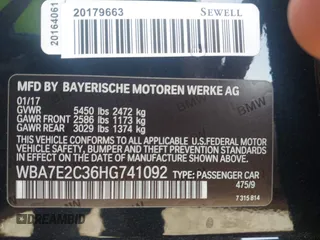 20164061
20179663
SEWELL
MFD BY BAYERISCHE MOTOREN WERKE AG
01/17
GVWR 5450 lbs 2472 kg
GAWR FRONT 2586 lbs 1173 kg
GAWR REAR 3029 lbs 1374 kg
THIS VEHICLE CONFORMS TO ALL APPLICABLE U.S. FEDERAL MOTOR
VEHICLE SAFETY, BUMPER, AND THEFT PREVENTION STANDARDS IN
EFFECT ON THE DATE OF MANUFACTURE SHOWN ABOVE.
WBA7E2C36HG741092 TYPE: PASSENGER CAR
475/9
7 315 814
BMW
BMW